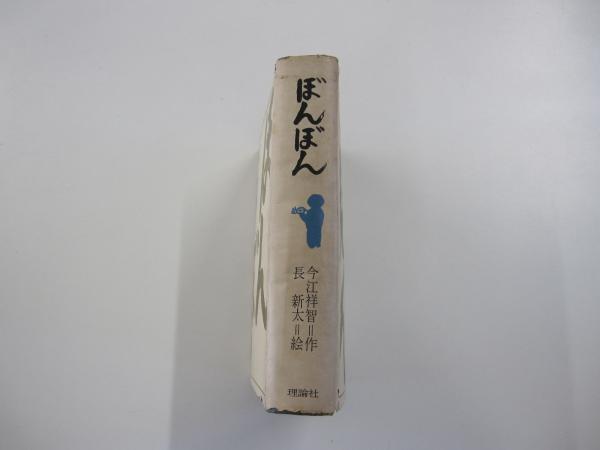 ぼんぼん
今江祥智＝作
長新太＝絵
理論社